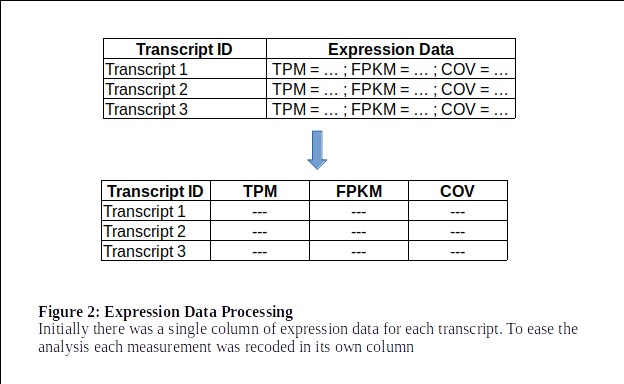 Transcript ID Expression Data
Transcript 1 TPM = ... ; FPKM = ... ; COV = ...
Transcript 2 TPM = ... ; FPKM = ... ; COV = ...
Transcript 3 TPM = ... ; FPKM = ... ; COV = ...
Transcript ID TPM FPKM COV
Transcript 1 --- --- ---
Transcript 2 --- --- ---
Transcript 3 --- --- ---
Figure 2: Expression Data Processing
Initially there was a single column of expression data for each transcript. To ease the
analysis each measurement was recoded in its own column